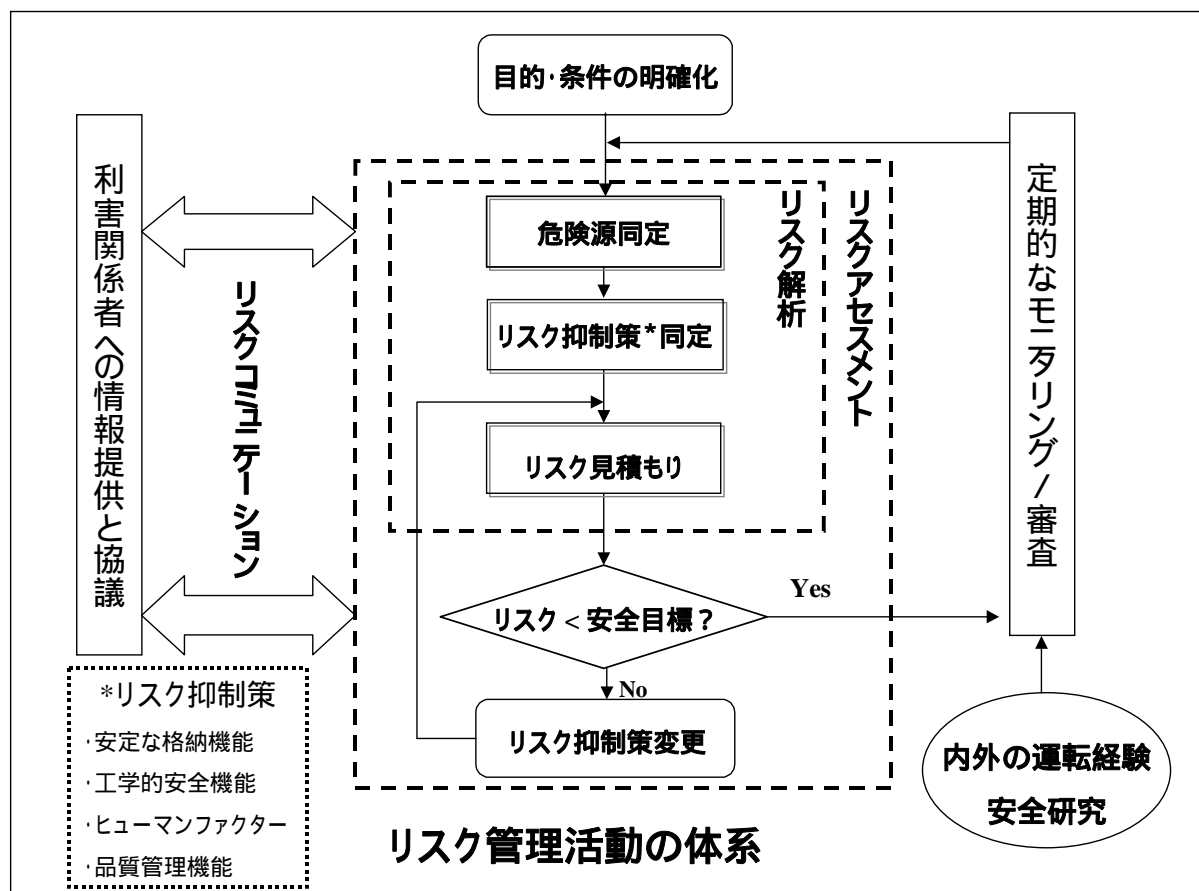 目的・条件の明確化
利害関係者への情報提供と協議
リスクコミュニケーション
危険源同定
リスク抑制策*同定
リスク見積もり
リスク解析
リスクアセスメント
定期的なモニタリング/審査
リスク<安全目標?
Yes
No
リスク抑制策変更
*リスク抑制策
・安定な格納機能
・工学的安全機能
・ヒューマンファクター
・品質管理機能
内外の運転経験
安全研究
リスク管理活動の体系